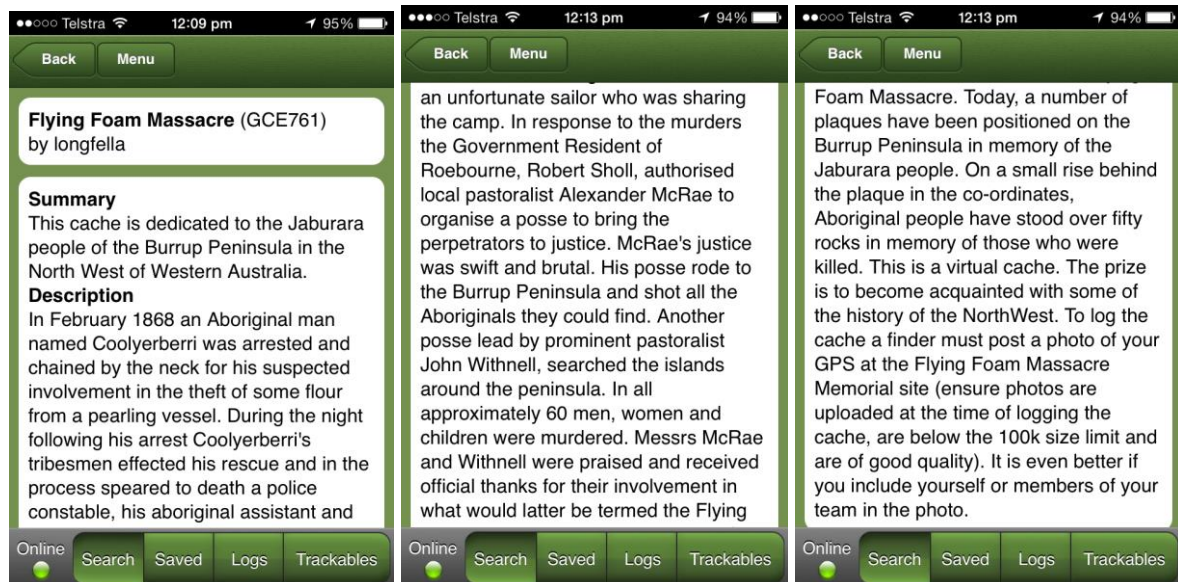 Telstra 12:09 pm 95%
Back Menu
Flying Foam Massacre (GCE761)
by longfella
Summary
This cache is dedicated to the Jaburara
people of the Burrup Peninsula in the
North West of Western Australia.
Description
In February 1868 an Aboriginal man
named Coolyerberri was arrested and
chained by the neck for his suspected
involvement in the theft of some flour
from a pearling vessel. During the night
following his arrest Coolyerberri's
tribesmen effected his rescue and in the
process speared to death a police
constable, his aboriginal assistant and
Online Search Saved Logs Trackables
Telstra 12:13 pm 94%
Back Menu
an unfortunate sailor who was sharing
the camp. In response to the murders
the Government Resident of
Roebourne, Robert Sholl, authorised
local pastoralist Alexander McRae to
organise a posse to bring the
perpetrators to justice. McRae's justice
was swift and brutal. His posse rode to
the Burrup Peninsula and shot all the
Aboriginals they could find. Another
posse lead by prominent pastoralist
John Withnell, searched the islands
around the peninsula. In all
approximately 60 men, women and
children were murdered. Messrs McRae
and Withnell were praised and received
official thanks for their involvement in
what would latter be termed the Flying
Online Search Saved Logs Trackables
Telstra 12:13 pm 94%
Back Menu
Foam Massacre. Today, a number of
plaques have been positioned on the
Burrup Peninsula in memory of the
Jaburara people. On a small rise behind
the plaque in the co-ordinates,
Aboriginal people have stood over fifty
rocks in memory of those who were
killed. This is a virtual cache. The prize
is to become acquainted with some of
the history of the NorthWest. To log the
cache a finder must post a photo of your
GPS at the Flying Foam Massacre
Memorial site (ensure photos are
uploaded at the time of logging the
cache, are below the 100k size limit and
are of good quality). It is even better if
you include yourself or members of your
team in the photo.
Online Search Saved Logs Trackables